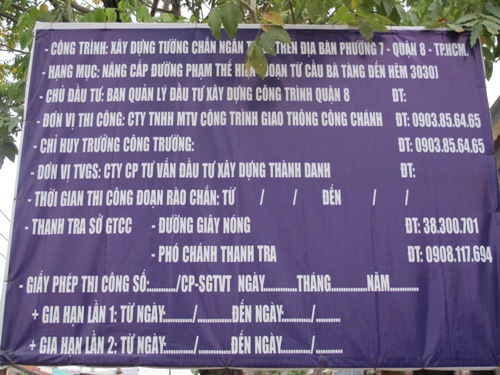 - CÔNG TRÌNH: XÂY DỰNG TƯỜNG CHẮN NGĂN TRÊN ĐỊA BÀN PHƯỜNG 7 - QUẬN 8 - TP.HCM.
- HẠNG MỤC: NÂNG CẤP ĐƯỜNG PHẠM THẾ HIỂN ĐOẠN TỪ CẦU BÀ TÀNG ĐẾN HẺM 3030)
- CHỦ ĐẦU TƯ: BAN QUẢN LÝ ĐẦU TƯ XÂY DỰNG CÔNG TRÌNH QUẬN 8 ĐT:
- ĐƠN VỊ THI CÔNG: CTY TNHH MTV CÔNG TRÌNH GIAO THÔNG CÔNG CHÁNH ĐT: 0903.85.64.65
- CHỈ HUY TRƯỞNG CÔNG TRƯỜNG: ĐT: 0903.85.64.65
- ĐƠN VỊ TVGS: CTY CP TƯ VẤN ĐẦU TƯ XÂY DỰNG THÀNH DANH ĐT:
- THỜI GIAN THI CÔNG ĐOẠN RÀO CHẮN: TỪ / / ĐẾN / /
- THANH TRA SỞ GTCC - ĐƯỜNG GIÂY NÓNG ĐT: 38.300.701
- PHÓ CHÁNH THANH TRA ĐT: 0908.117.694
- GIẤY PHÉP THI CÔNG SỐ:......../CP-SGTVT NGÀY..........THÁNG..........NĂM..........
+ GIA HẠN LẦN 1: TỪ NGÀY:........./........./.........ĐẾN NGÀY:........./........./.........
+ GIA HẠN LẦN 2: TỪ NGÀY:........./........./.........ĐẾN NGÀY:........./........./.........